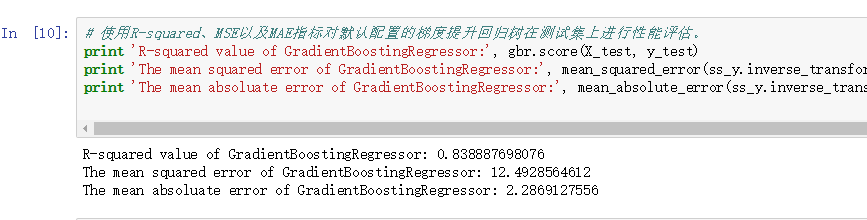 In [10]:
# 使用R-squared、MSE以及MAE指标对默认配置的梯度提升回归树在测试集上进行性能评估。
print 'R-squared value of GradientBoostingRegressor:', gbr.score(X_test, y_test)
print 'The mean squared error of GradientBoostingRegressor:', mean_squared_error(ss_y.inverse_transfor
print 'The mean absoluate error of GradientBoostingRegressor:', mean_absolute_error(ss_y.inverse_trans
R-squared value of GradientBoostingRegressor: 0.838887698076
The mean squared error of GradientBoostingRegressor: 12.4928564612
The mean absoluate error of GradientBoostingRegressor: 2.2869127556